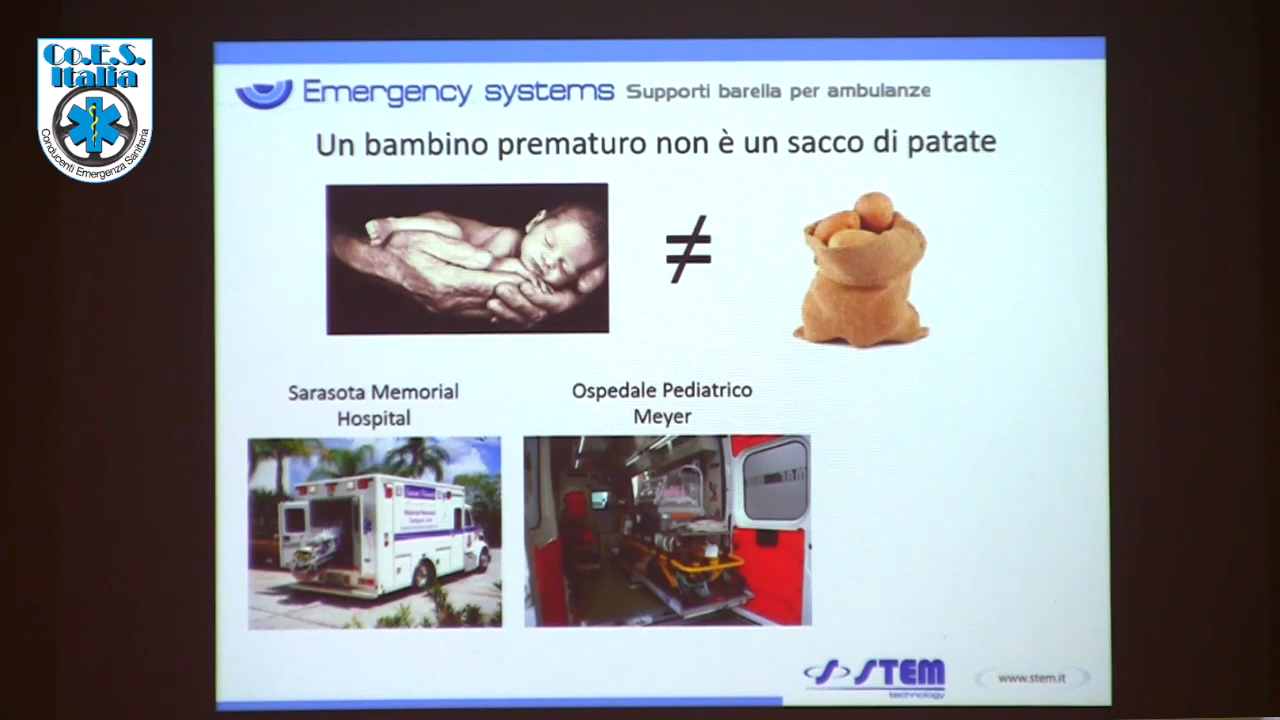 Co.E.S.
Italia
Conducenti Emergenza Sanitaria
Emergency systems Supporti barella per ambulanze
Un bambino prematuro non è un sacco di patate
≠
Sarasota Memorial
Hospital
Ospedale Pediatrico
Meyer
STEM
technology
www.stem.it